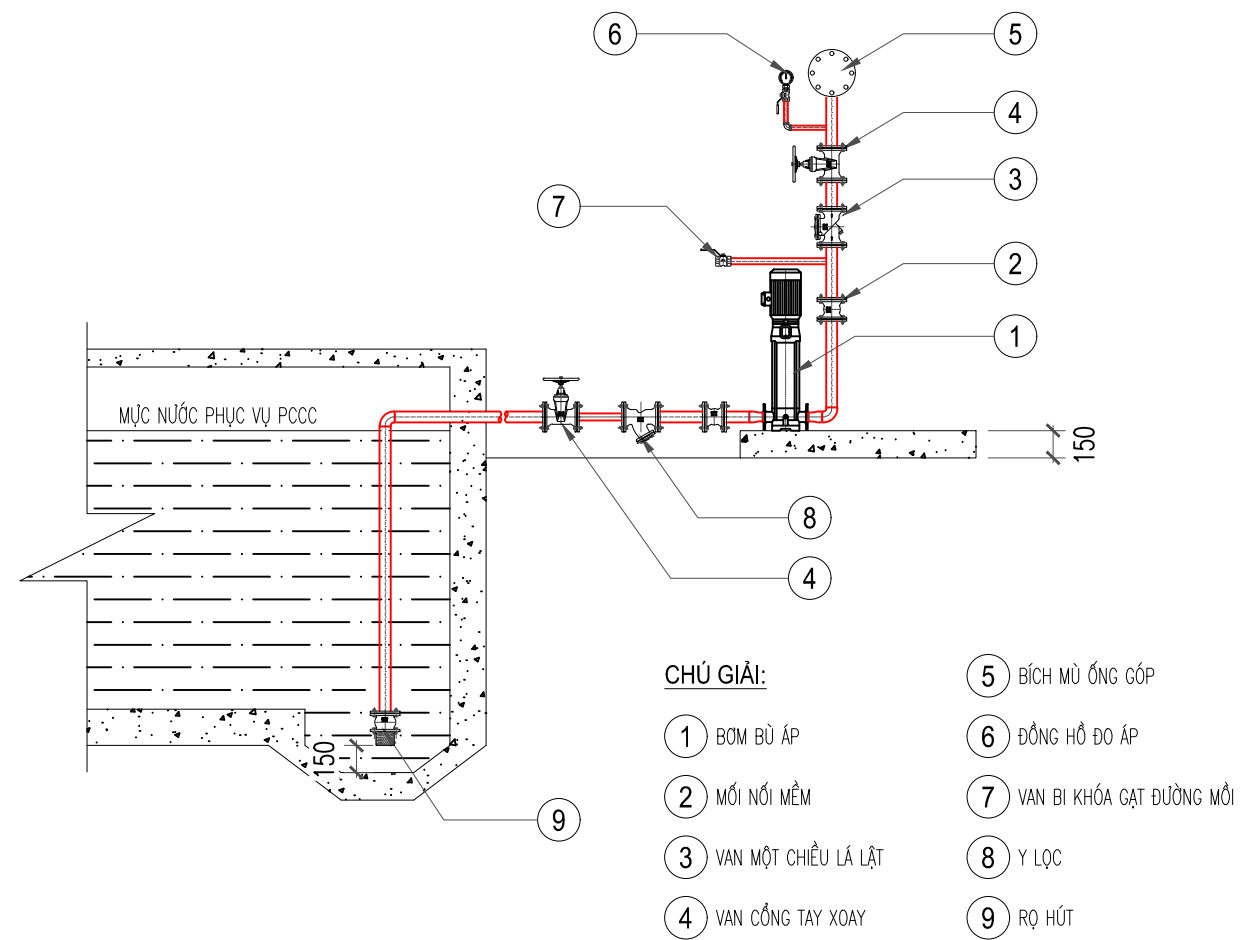 6
5
4
3
7
2
1
MỰC NƯỚC PHỤC VỤ PCCC
150
8
4
150
9
CHÚ GIẢI:
1 BƠM BÙ ÁP
2 MỐI NỐI MỀM
3 VAN MỘT CHIỀU LÁ LẬT
4 VAN CỔNG TAY XOAY
5 BÍCH MÙ ỐNG GÓP
6 ĐỒNG HỒ ĐO ÁP
7 VAN BI KHÓA GẠT ĐƯỜNG MỒI
8 Y LỌC
9 RỌ HÚT